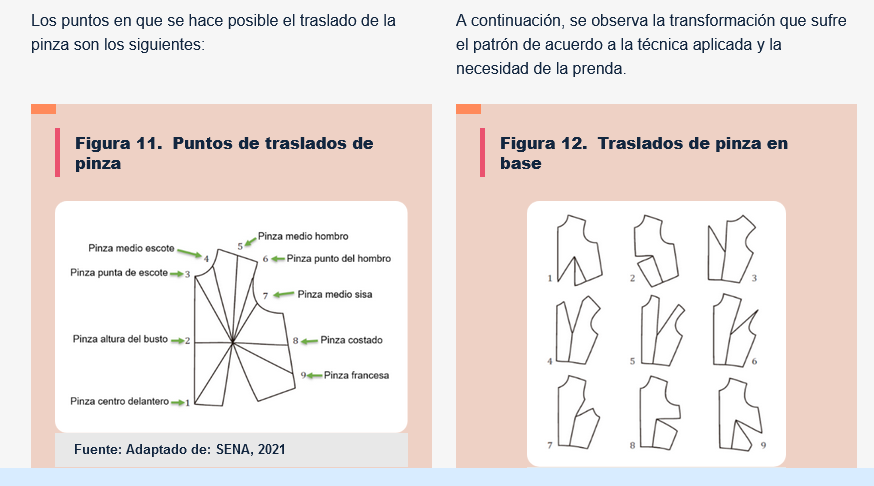 Los puntos en que se hace posible el traslado de la
pinza son los siguientes:
Figura 11. Puntos de traslados de
pinza
Pinza medio hombro
5
Pinza medio escote
4
6
Pinza punto del hombro
Pinza punta de escote
3
7
Pinza medio sisa
Pinza altura del busto
2
8
Pinza costado
9
Pinza francesa
Pinza centro delantero
1
Fuente: Adaptado de: SENA, 2021
A continuación, se observa la transformación que sufre
el patrón de acuerdo a la técnica aplicada y la
necesidad de la prenda.
Figura 12. Traslados de pinza en
base
1
2
3
4
5
6
7
8
9